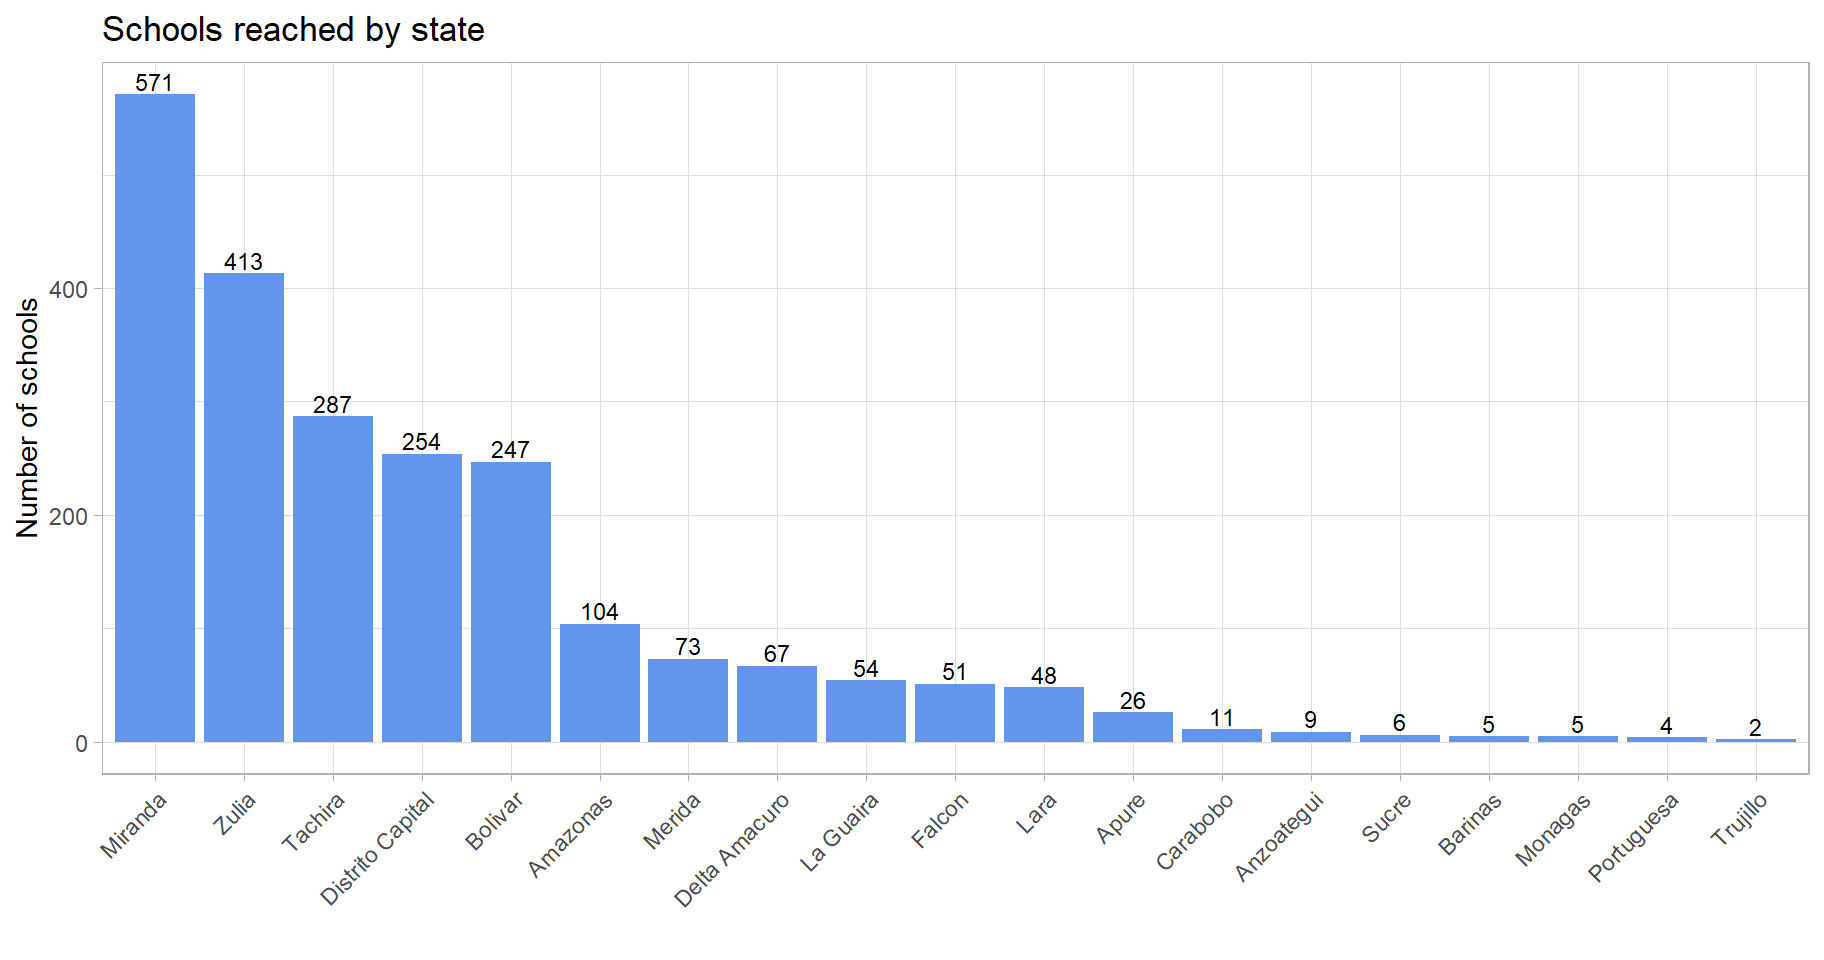 Schools reached by state
Number of schools
400
200
0
571
413
287
254
247
104
73
67
54
51
48
26
11
9
6
5
5
4
2
Miranda
Zulia
Tachira
Distrito Capital
Bolivar
Amazonas
Merida
Delta Amacuro
La Guaira
Falcon
Lara
Apure
Carabobo
Anzoategui
Sucre
Barinas
Monagas
Portuguesa
Trujillo